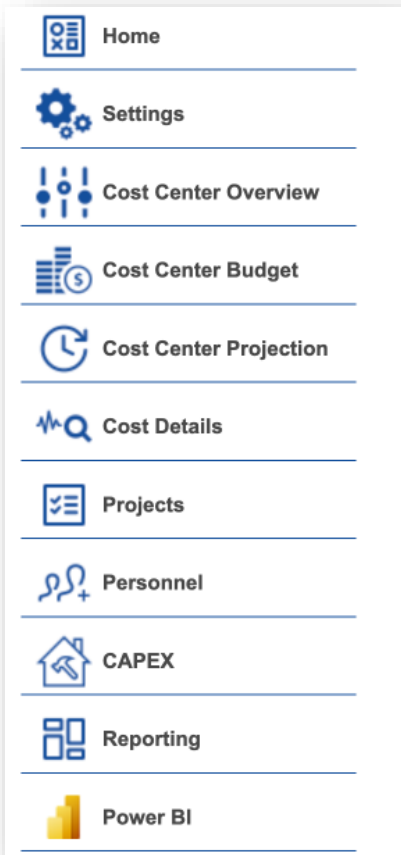 Home
Settings
Cost Center Overview
Cost Center Budget
Cost Center Projection
Cost Details
Projects
Personnel
CAPEX
Reporting
Power BI